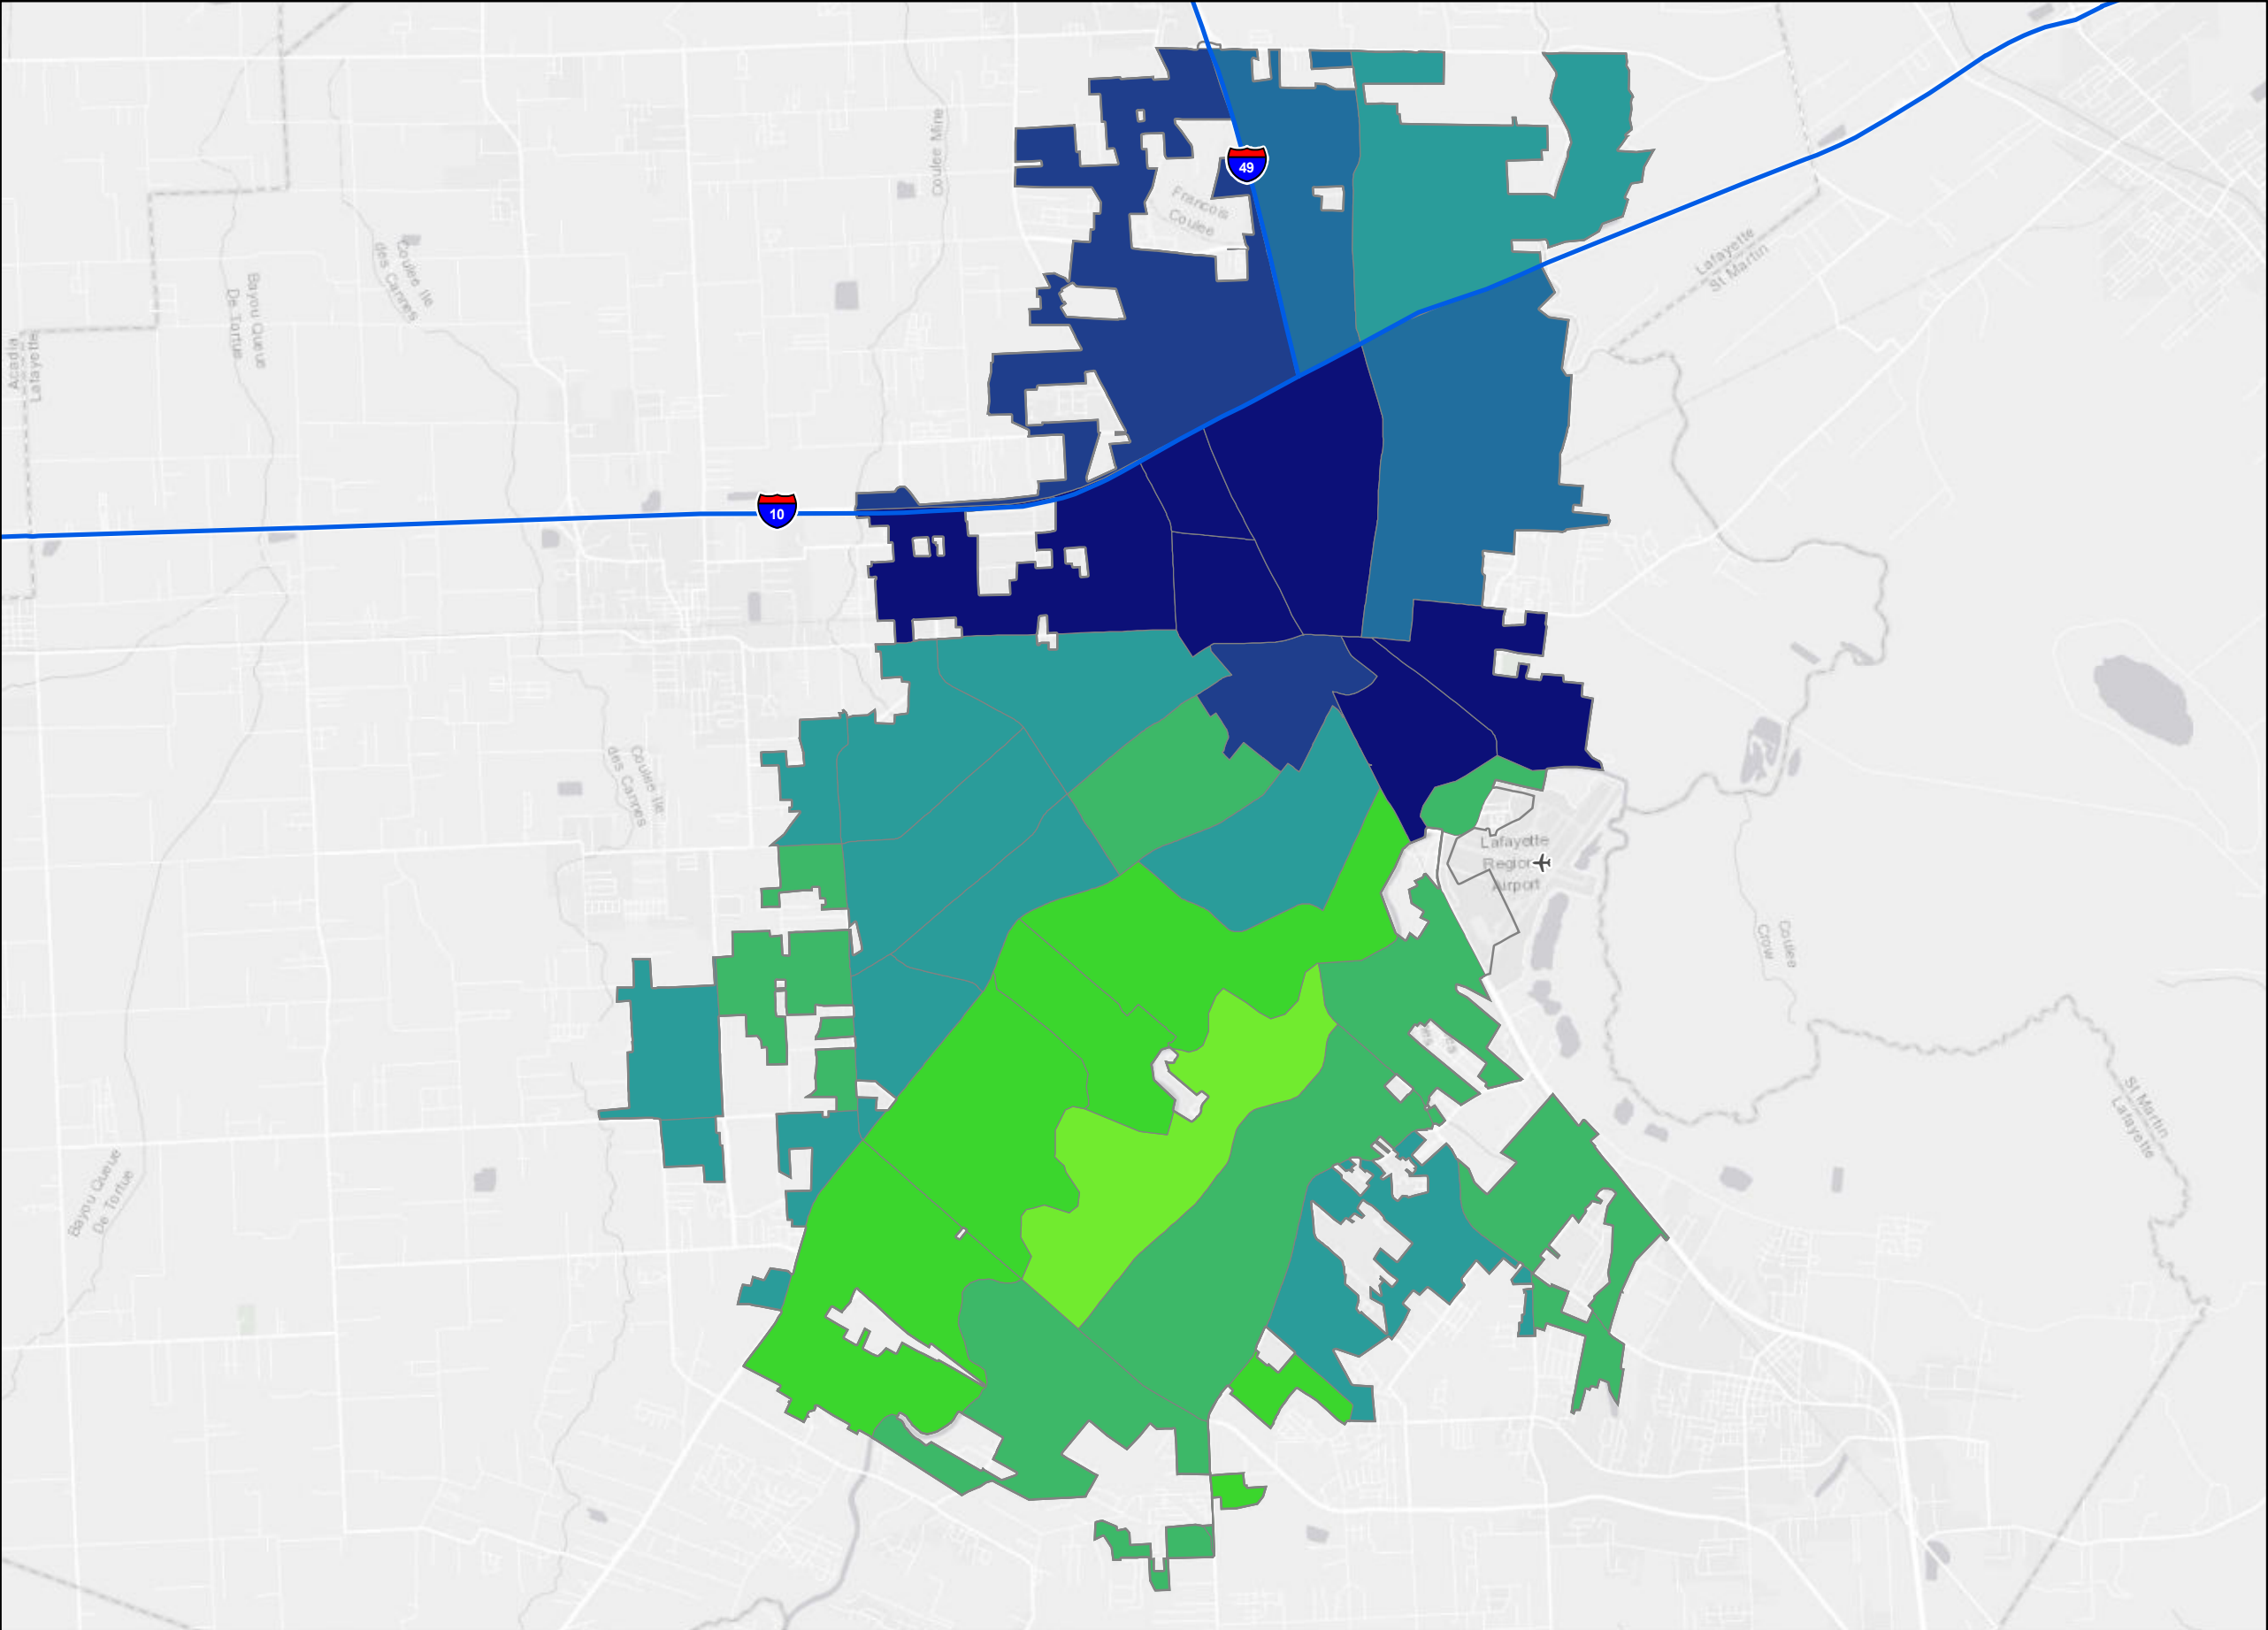 Coulee Mine
49
Francois
Coulee
Coulee Ile
des Cannes
Bayou Queue
De Tortue
Acadia
Lafayette
Lafayette
St Martin
10
Coulee Ile
des Cannes
Lafayette
Regional
Airport
Coulee
Crow
Bayou Queue
De Tortue
St Martin
Lafayette